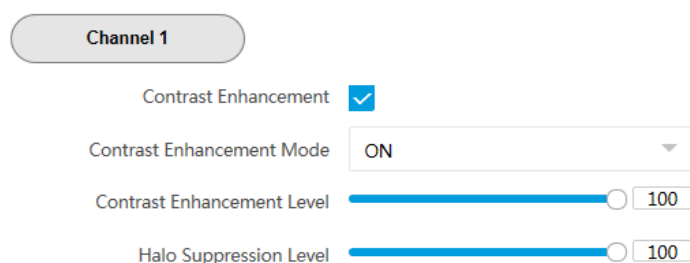 Channel 1
Contrast Enhancement
Contrast Enhancement Mode ON
Contrast Enhancement Level 100
Halo Suppression Level 100